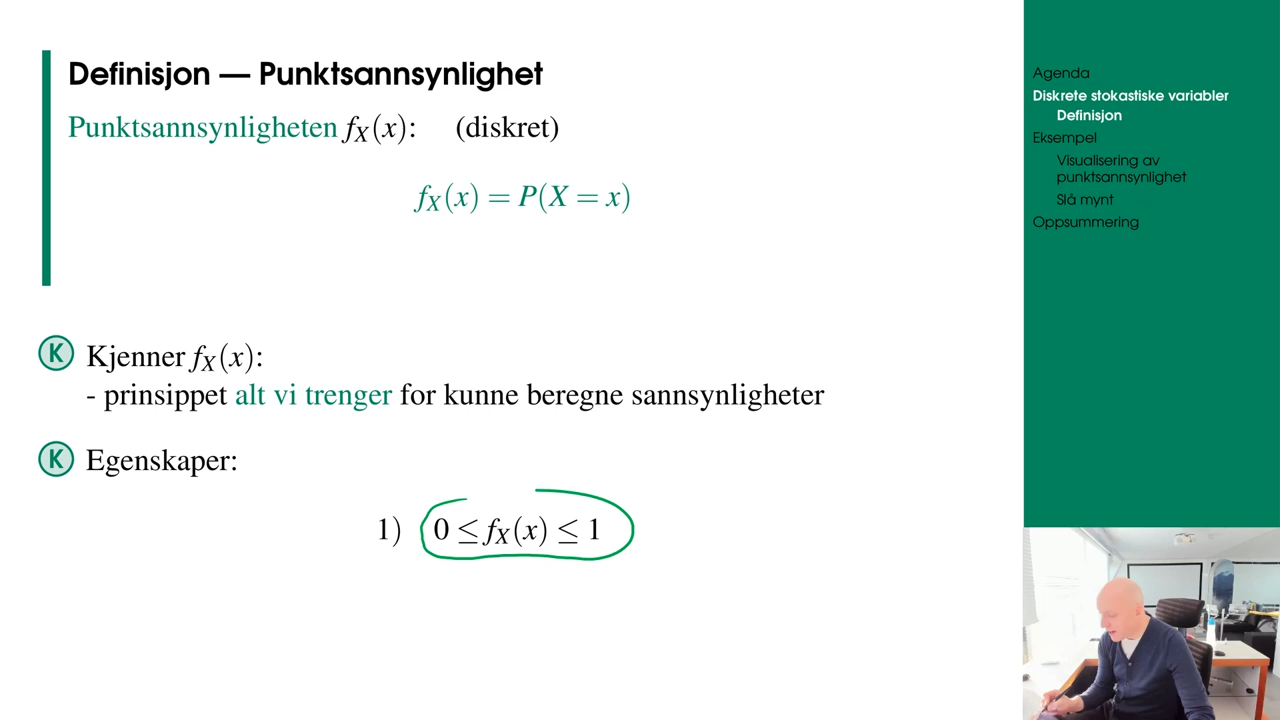 Definisjon — Punktsannsynlighet
Punktsannsynligheten f_X(x): (diskret)
f_X(x) = P(X = x)
K Kjenner f_X(x):
- prinsippet alt vi trenger for kunne beregne sannsynligheter
K Egenskaper:
1) 0 ≤ f_X(x) ≤ 1
Agenda
Diskrete stokastiske variabler
Definisjon
Eksempel
Visualisering av
punktsannsynlighet
Slå mynt
Oppsummering